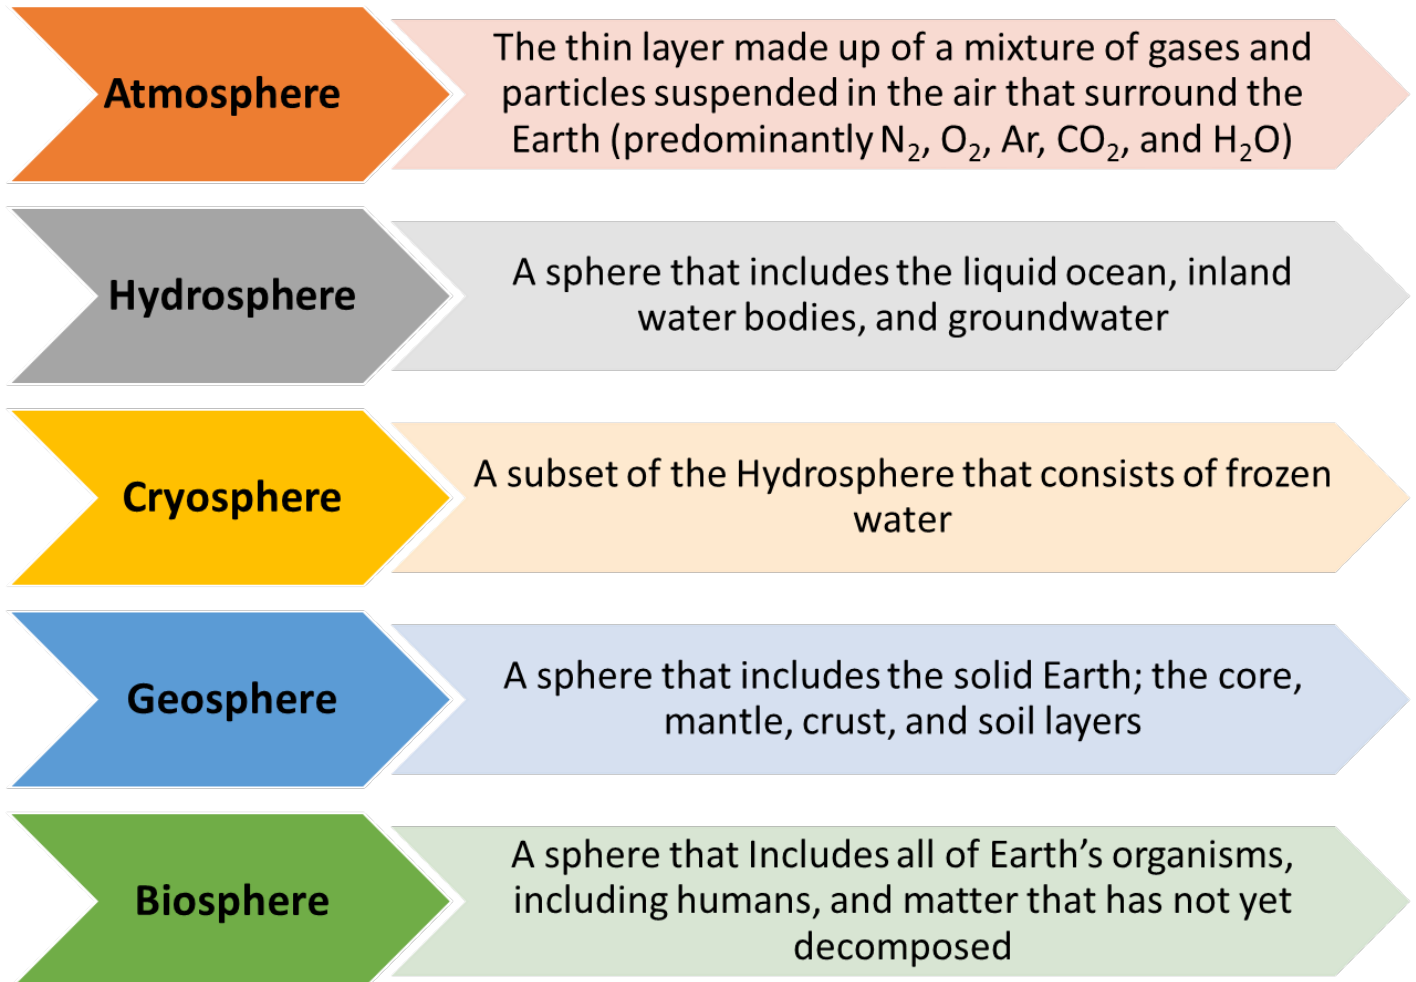 Atmosphere
The thin layer made up of a mixture of gases and
particles suspended in the air that surround the
Earth (predominantly N₂, O₂, Ar, CO₂, and H₂O)
Hydrosphere
A sphere that includes the liquid ocean, inland
water bodies, and groundwater
Cryosphere
A subset of the Hydrosphere that consists of frozen
water
Geosphere
A sphere that includes the solid Earth; the core,
mantle, crust, and soil layers
Biosphere
A sphere that Includes all of Earth’s organisms,
including humans, and matter that has not yet
decomposed